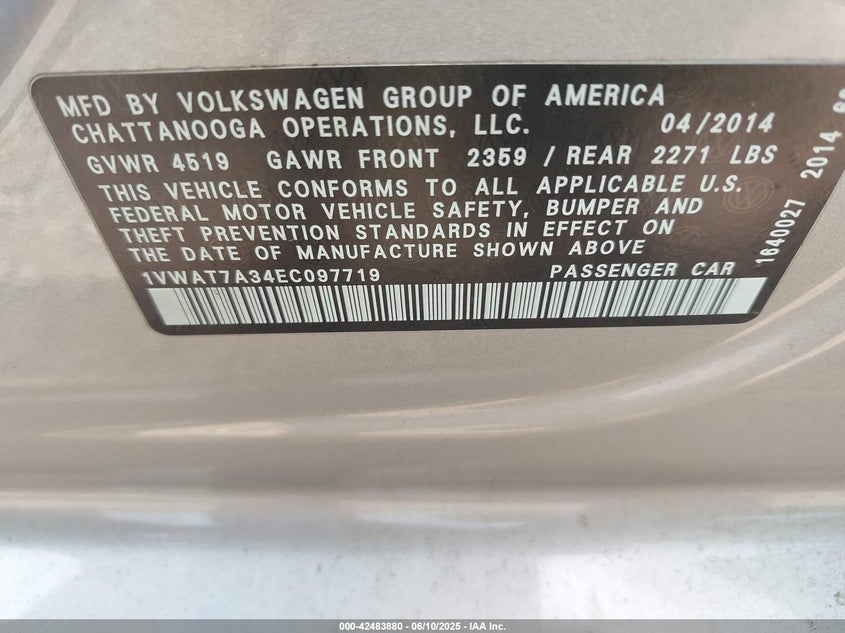 MFD BY VOLKSWAGEN GROUP OF AMERICA
CHATTANOOGA OPERATIONS, LLC. 04/2014
GVWR 4519 GAWR FRONT 2359 / REAR 2271 LBS
THIS VEHICLE CONFORMS TO ALL APPLICABLE U.S.
FEDERAL MOTOR VEHICLE SAFETY, BUMPER AND
THEFT PREVENTION STANDARDS IN EFFECT ON
THE DATE OF MANUFACTURE SHOWN ABOVE
1VWAT7A34EC097719 PASSENGER CAR
1640027 2014
000-42483880 - 06/10/2025 - IAA Inc.